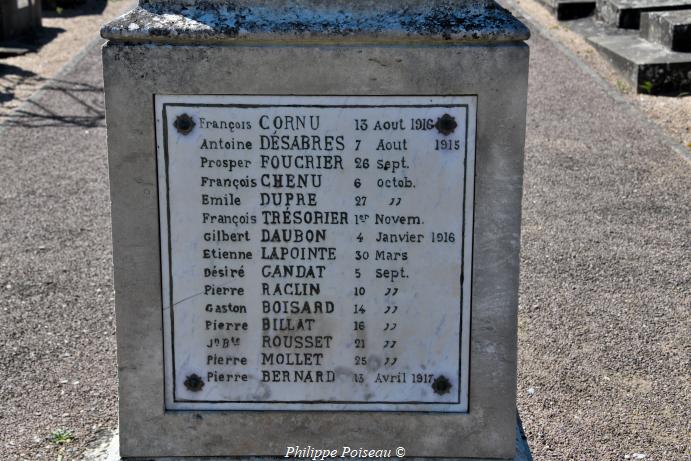 François CORNU 13 Aout 1916
Antoine DÉSABRES 7 Aout 1915
Prosper FOUCRIER 26 Sept.
François CHENU 6 Octob.
Emile DUPRE 27 〃
François TRÉSORIER 1er Novem.
Gilbert DAUBON 4 Janvier 1916
Etienne LAPOINTE 30 Mars
Désiré GANDAT 5 Sept.
Pierre RACLIN 10 〃
Gaston BOISARD 14 〃
Pierre BILLAT 16 〃
Jn Bte ROUSSET 21 〃
Pierre MOLLET 25 〃
Pierre BERNARD 13 Avril 1917
Philippe Poiseau ©